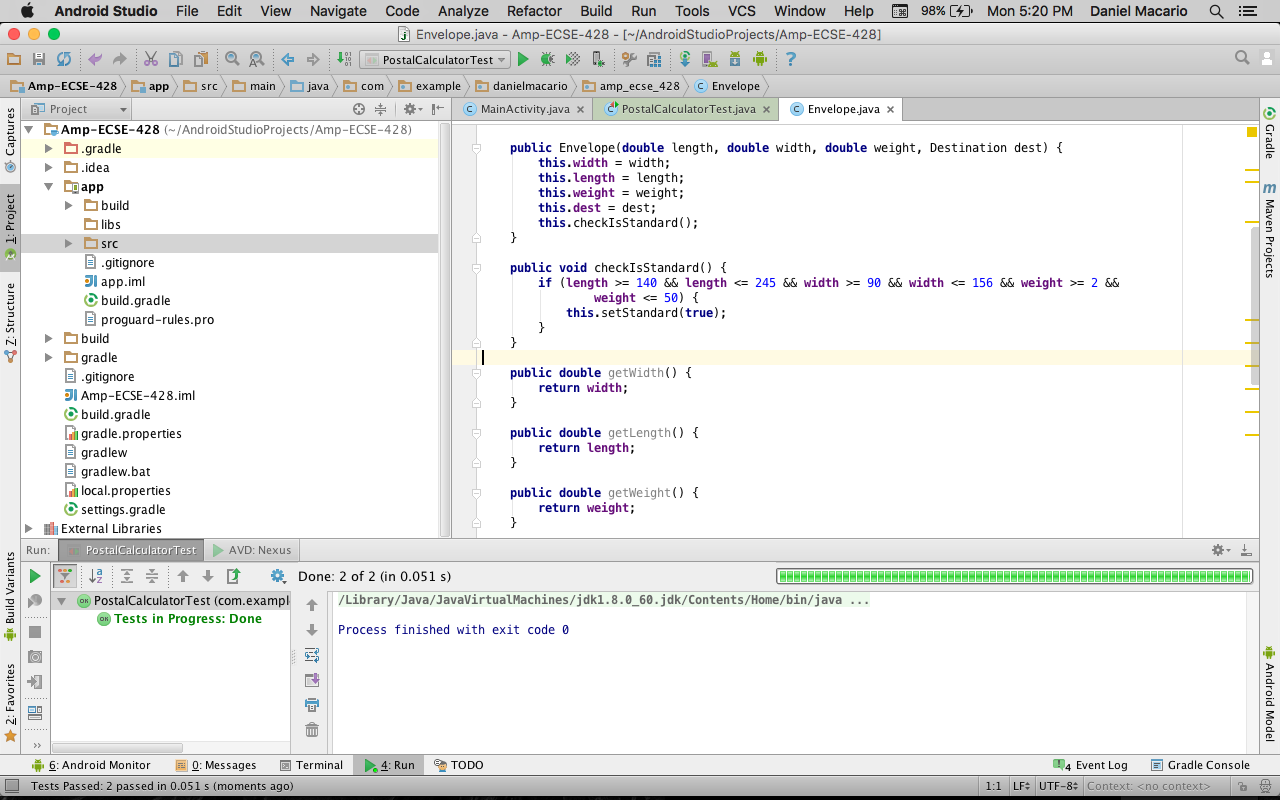 Android Studio File Edit View Navigate Code Analyze Refactor Build Run Tools VCS Window Help 98% Mon 5:20 PM Daniel Macario
Envelope.java - Amp-ECSE-428 - [~/AndroidStudioProjects/Amp-ECSE-428]
PostalCalculatorTest
Amp-ECSE-428 app src main java com example danielmacario amp_ecse_428 Envelope
Project
MainActivity.java PostalCalculatorTest.java Envelope.java
Captures
1: Project
Z: Structure
Build Variants
2: Favorites
Amp-ECSE-428 (~/AndroidStudioProjects/Amp-ECSE-428)
.gradle
.idea
app
build
libs
src
.gitignore
app.iml
build.gradle
proguard-rules.pro
build
gradle
.gitignore
Amp-ECSE-428.iml
build.gradle
gradle.properties
gradlew
gradlew.bat
local.properties
settings.gradle
External Libraries
public Envelope(double length, double width, double weight, Destination dest) {
this.width = width;
this.length = length;
this.weight = weight;
this.dest = dest;
this.checkIsStandard();
}
public void checkIsStandard() {
if (length >= 140 && length <= 245 && width >= 90 && width <= 156 && weight >= 2 &&
weight <= 50) {
this.setStandard(true);
}
}
public double getWidth() {
return width;
}
public double getLength() {
return length;
}
public double getWeight() {
return weight;
}
Gradle
Maven Projects
Android Model
Run: PostalCalculatorTest AVD: Nexus
Done: 2 of 2 (in 0.051 s)
PostalCalculatorTest (com.exampl
Tests in Progress: Done
/Library/Java/JavaVirtualMachines/jdk1.8.0_60.jdk/Contents/Home/bin/java ...
Process finished with exit code 0
6: Android Monitor 0: Messages Terminal 4: Run TODO 4 Event Log Gradle Console
Tests Passed: 2 passed in 0.051 s (moments ago) 1:1 LF UTF-8 Context: <no context>